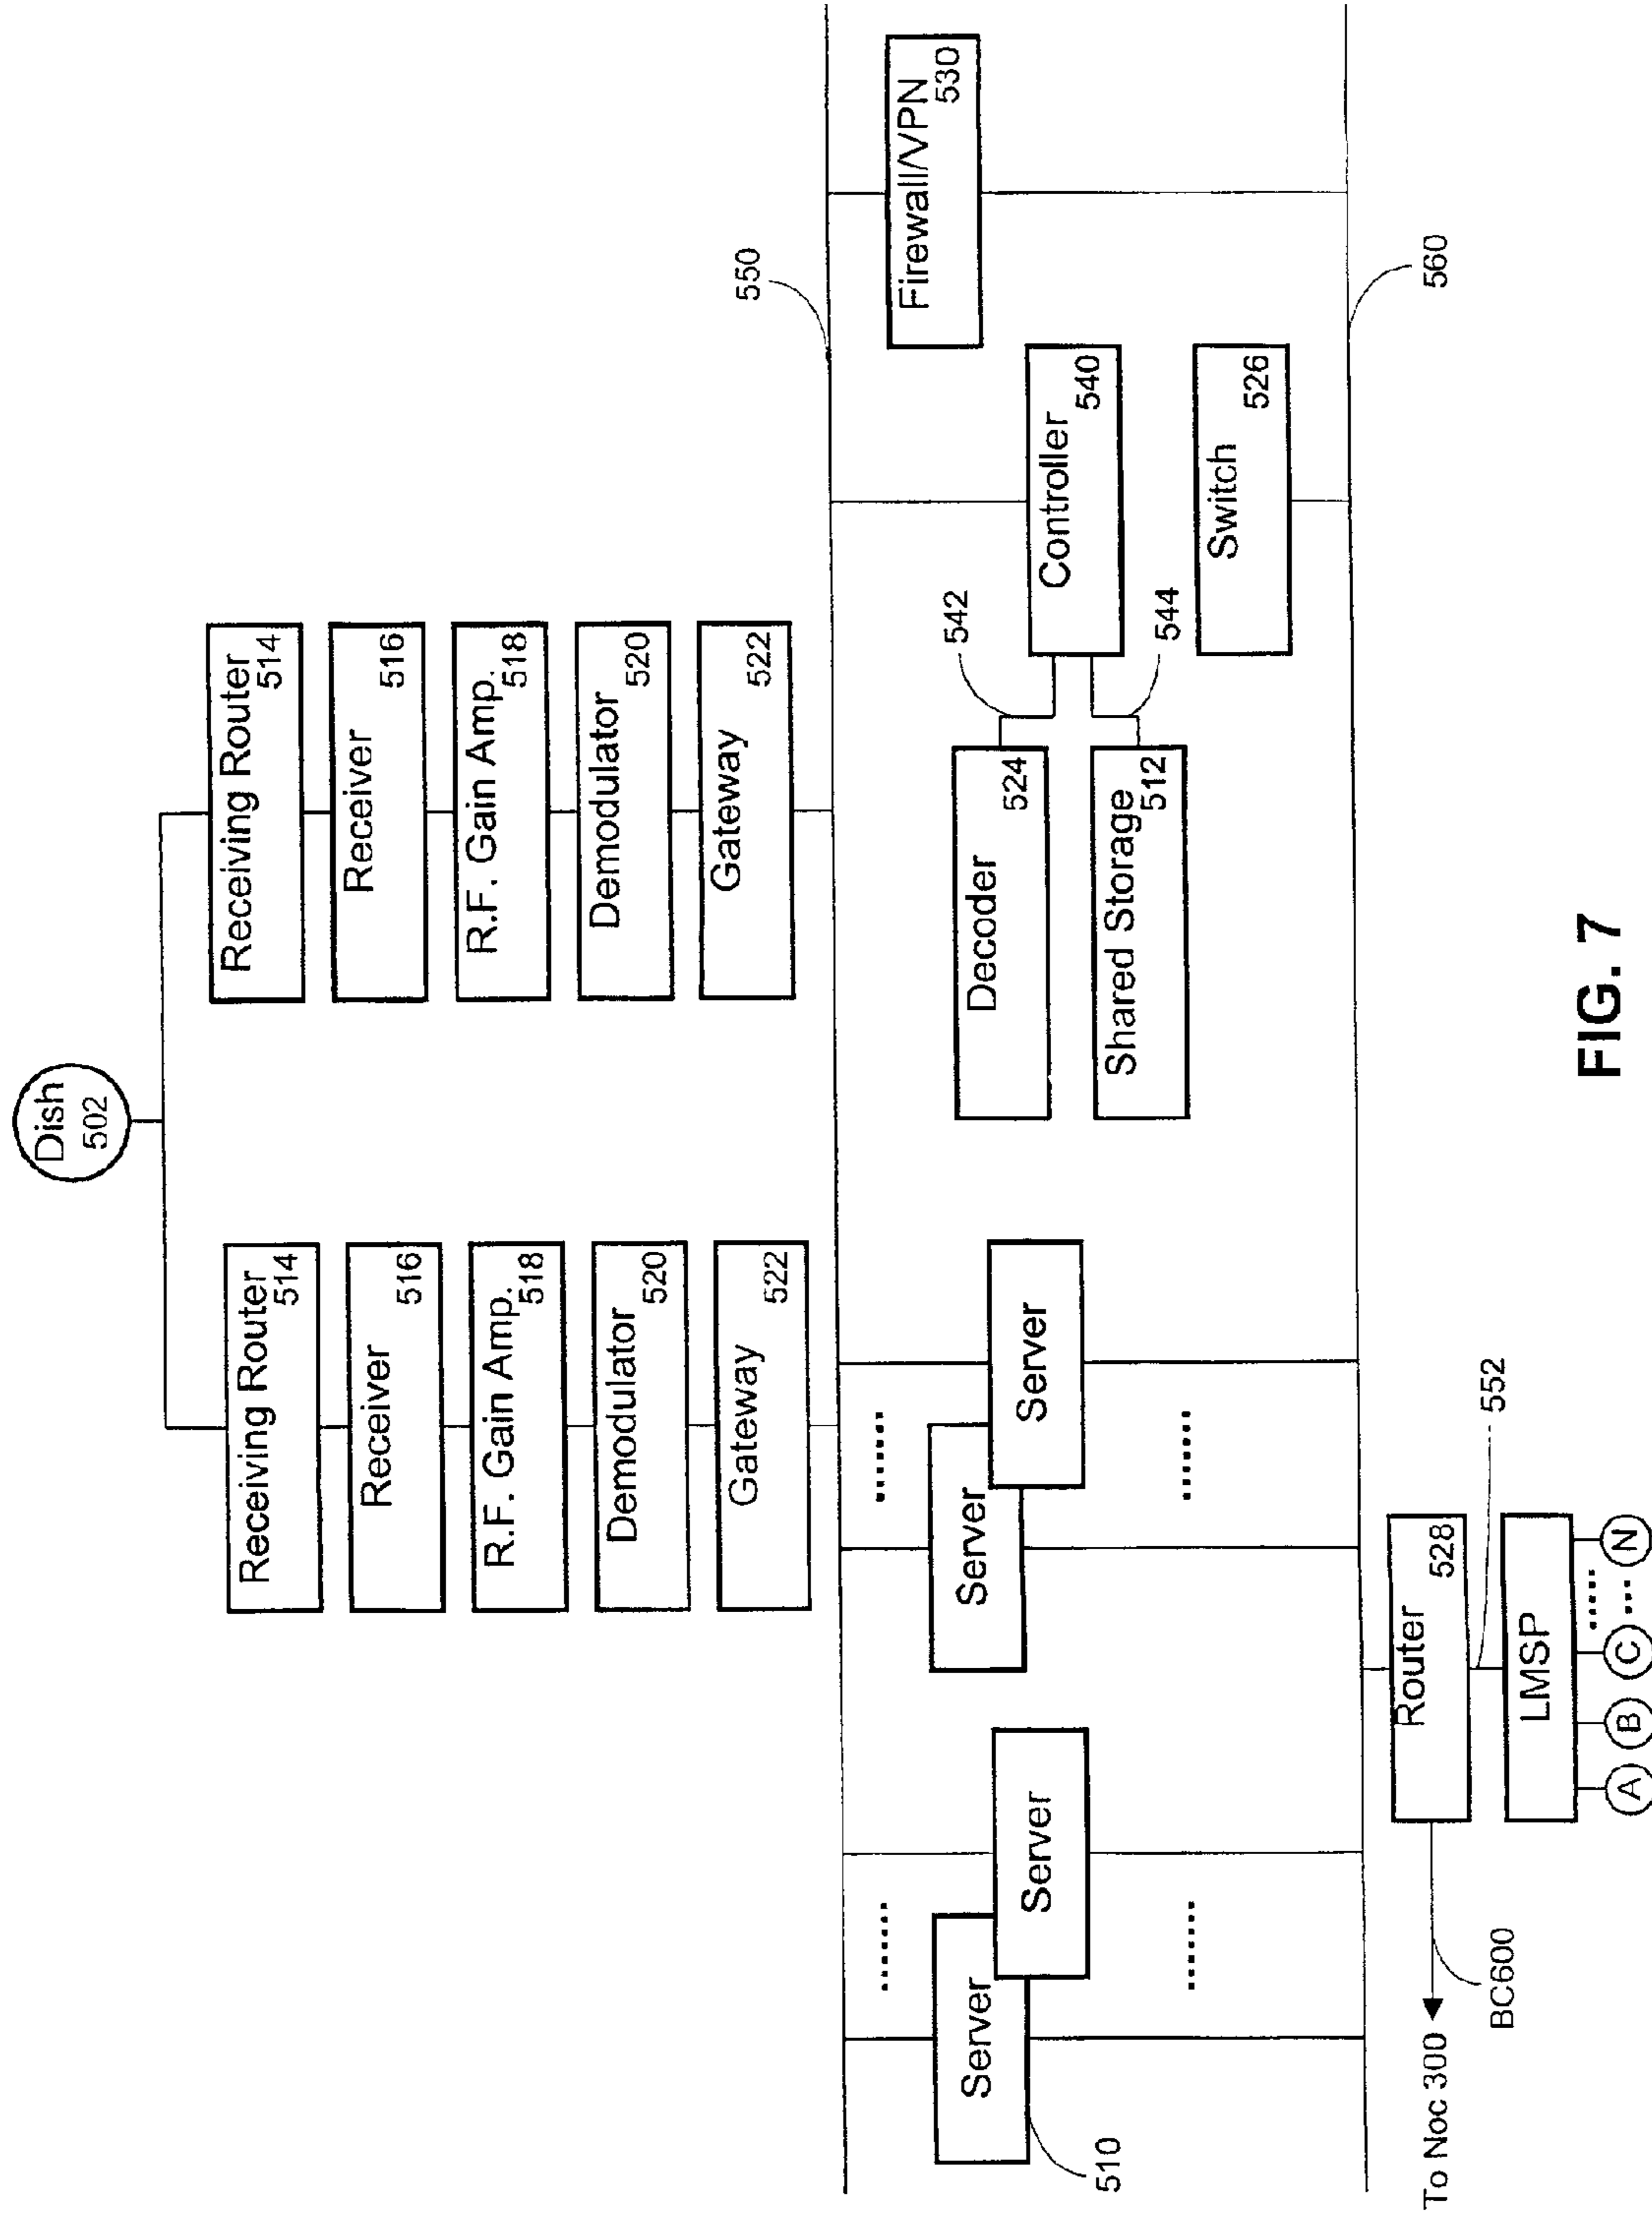 Dish
502
Receiving Router
514
Receiver
516
R.F. Gain Amp.
518
Demodulator
520
Gateway
522
Receiving Router
514
Receiver
516
R.F. Gain Amp.
518
Demodulator
520
Gateway
522
550
Server
Server
510
Server
Server
Decoder
524
Shared Storage
512
542
544
Controller
540
Switch
526
Firewall/VPN
530
560
Router
528
552
To Noc 300
BC600
LMSP
A
B
C
N
FIG. 7